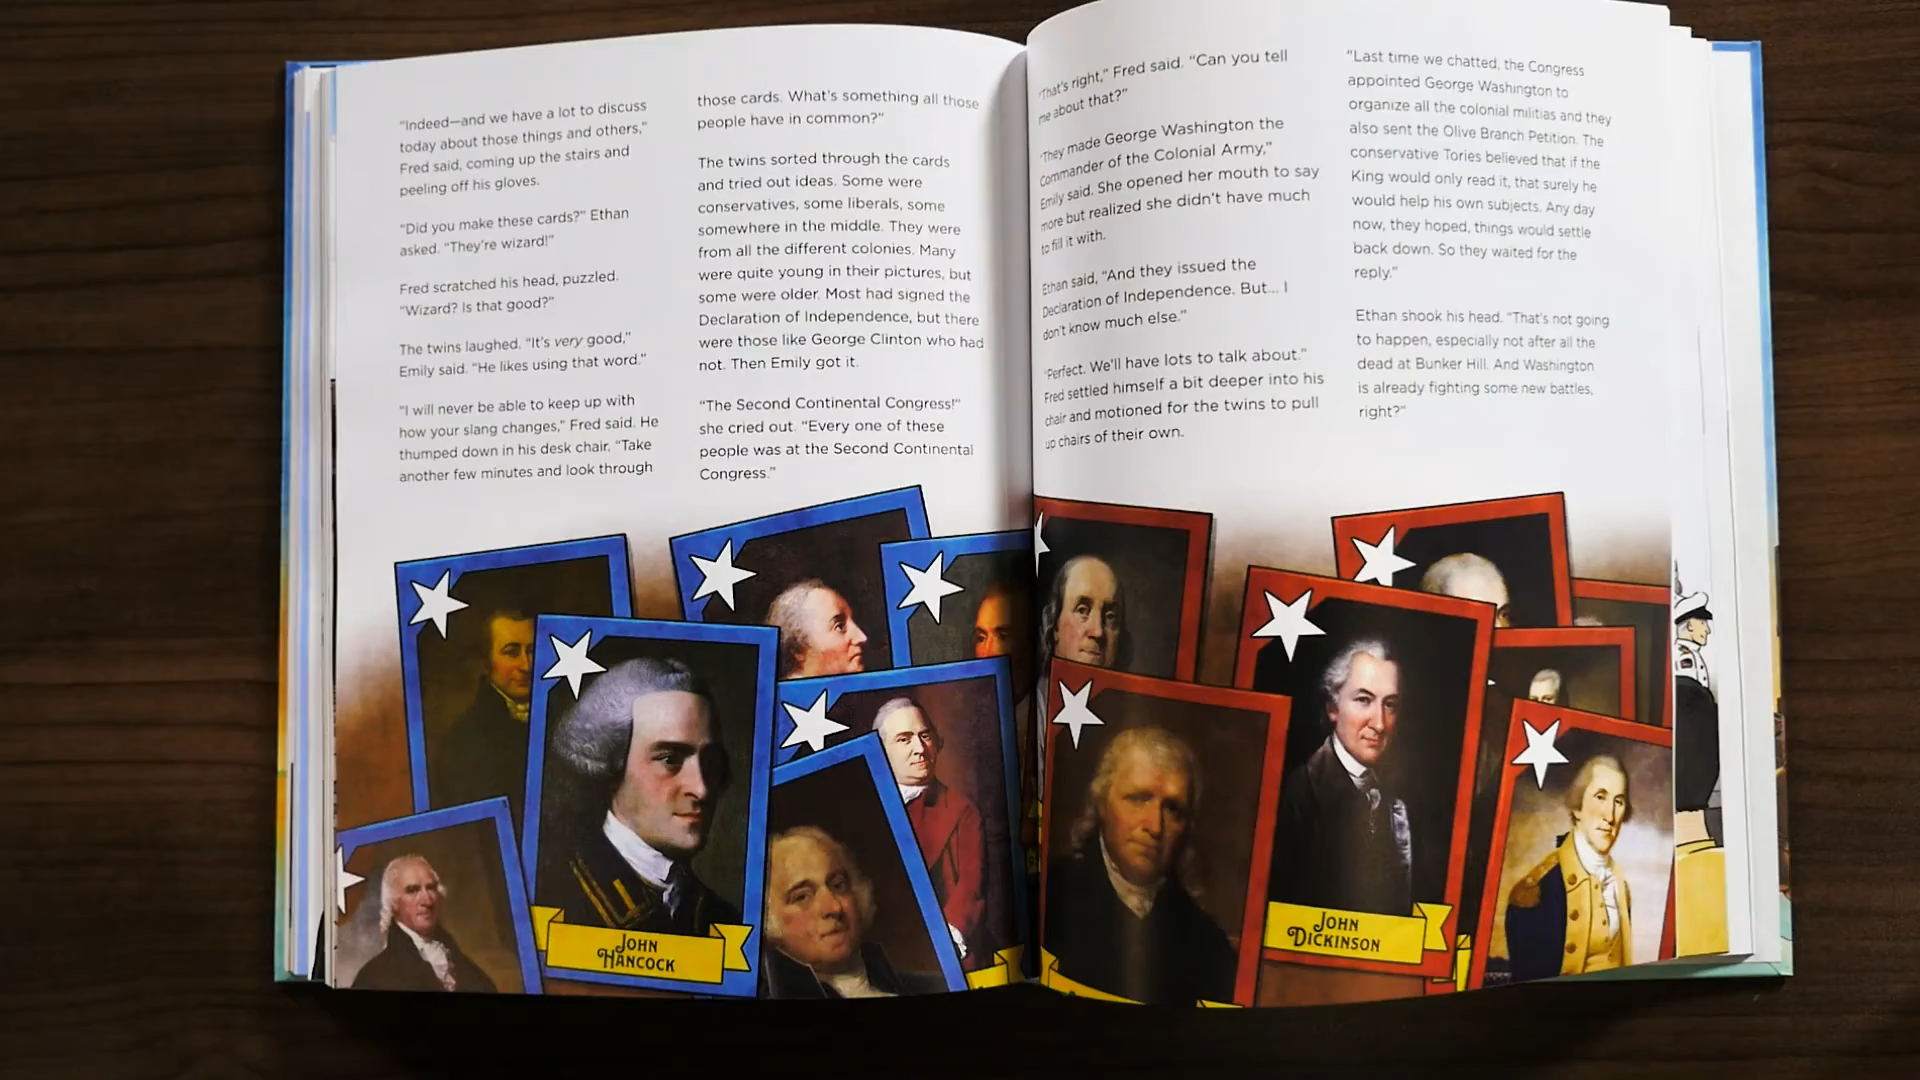 "Indeed—and we have a lot to discuss
today about those things and others,"
Fred said, coming up the stairs and
peeling off his gloves.
"Did you make these cards?" Ethan
asked. "They're wizard!"
Fred scratched his head, puzzled.
"Wizard? Is that good?"
The twins laughed. "It's very good,"
Emily said. "He likes using that word."
"I will never be able to keep up with
how your slang changes," Fred said. He
thumped down in his desk chair. "Take
another few minutes and look through
those cards. What's something all those
people have in common?"
The twins sorted through the cards
and tried out ideas. Some were
conservatives, some liberals, some
somewhere in the middle. They were
from all the different colonies. Many
were quite young in their pictures, but
some were older. Most had signed the
Declaration of Independence, but there
were those like George Clinton who had
not. Then Emily got it.
"The Second Continental Congress!"
she cried out. "Every one of these
people was at the Second Continental
Congress."
JOHN
HANCOCK
"That's right," Fred said. "Can you tell
me about that?"
"They made George Washington the
Commander of the Colonial Army,"
Emily said. She opened her mouth to say
more but realized she didn't have much
to fill it with.
Ethan said, "And they issued the
Declaration of Independence. But... I
don't know much else."
"Perfect. We'll have lots to talk about."
Fred settled himself a bit deeper into his
chair and motioned for the twins to pull
up chairs of their own.
"Last time we chatted, the Congress
appointed George Washington to
organize all the colonial militias and they
also sent the Olive Branch Petition. The
conservative Tories believed that if the
King would only read it, that surely he
would help his own subjects. Any day
now, they hoped, things would settle
back down. So they waited for the
reply."
Ethan shook his head. "That's not going
to happen, especially not after all the
dead at Bunker Hill. And Washington
is already fighting some new battles,
right?"
JOHN
DICKINSON